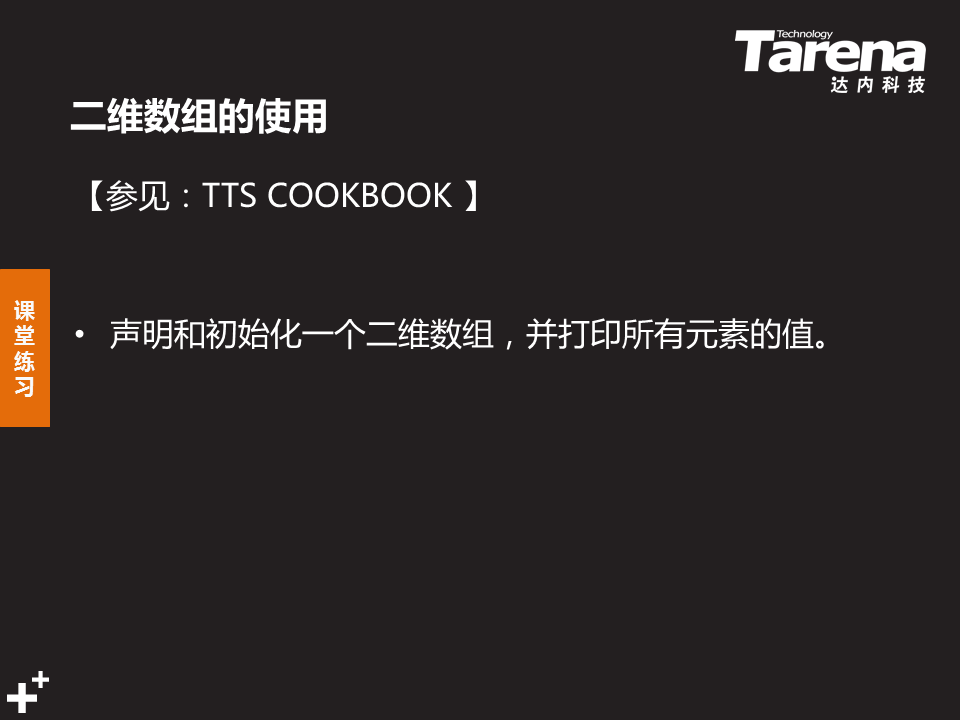 Technology
Tarena
达内科技
二维数组的使用
【参见：TTS COOKBOOK 】
课堂练习
• 声明和初始化一个二维数组，并打印所有元素的值。